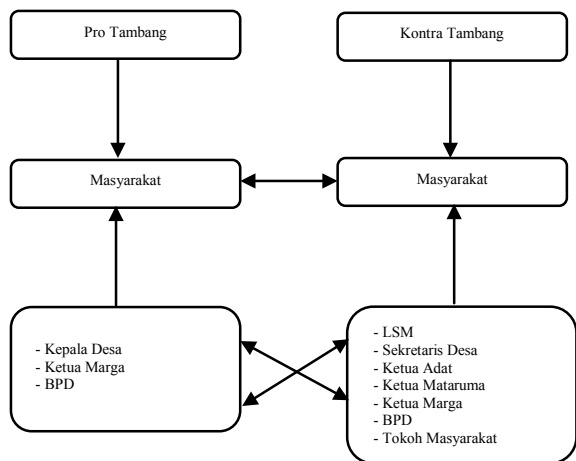 Pro Tambang
Kontra Tambang
Masyarakat
Masyarakat
- Kepala Desa
- Ketua Marga
- BPD
- LSM
- Sekretaris Desa
- Ketua Adat
- Ketua Mataruma
- Ketua Marga
- BPD
- Tokoh Masyarakat